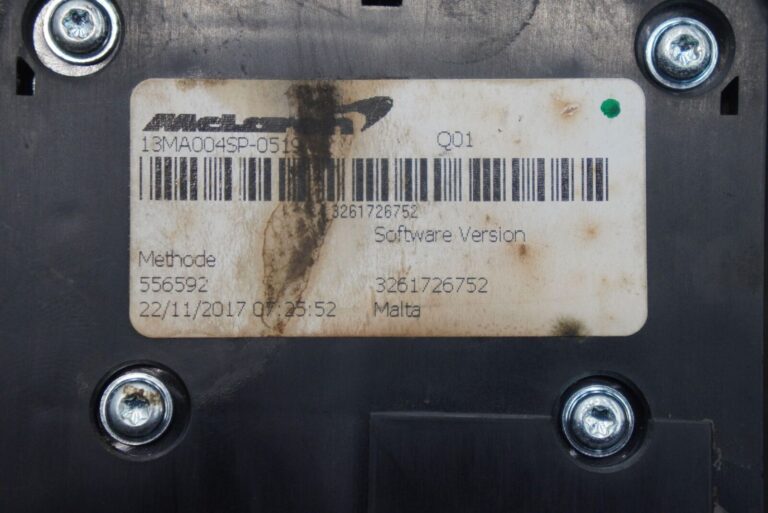 McLaren
13MA004SP-0519 Q01
3261726752
Software Version
Methode
556592 3261726752
22/11/2017 07:25:52 Malta